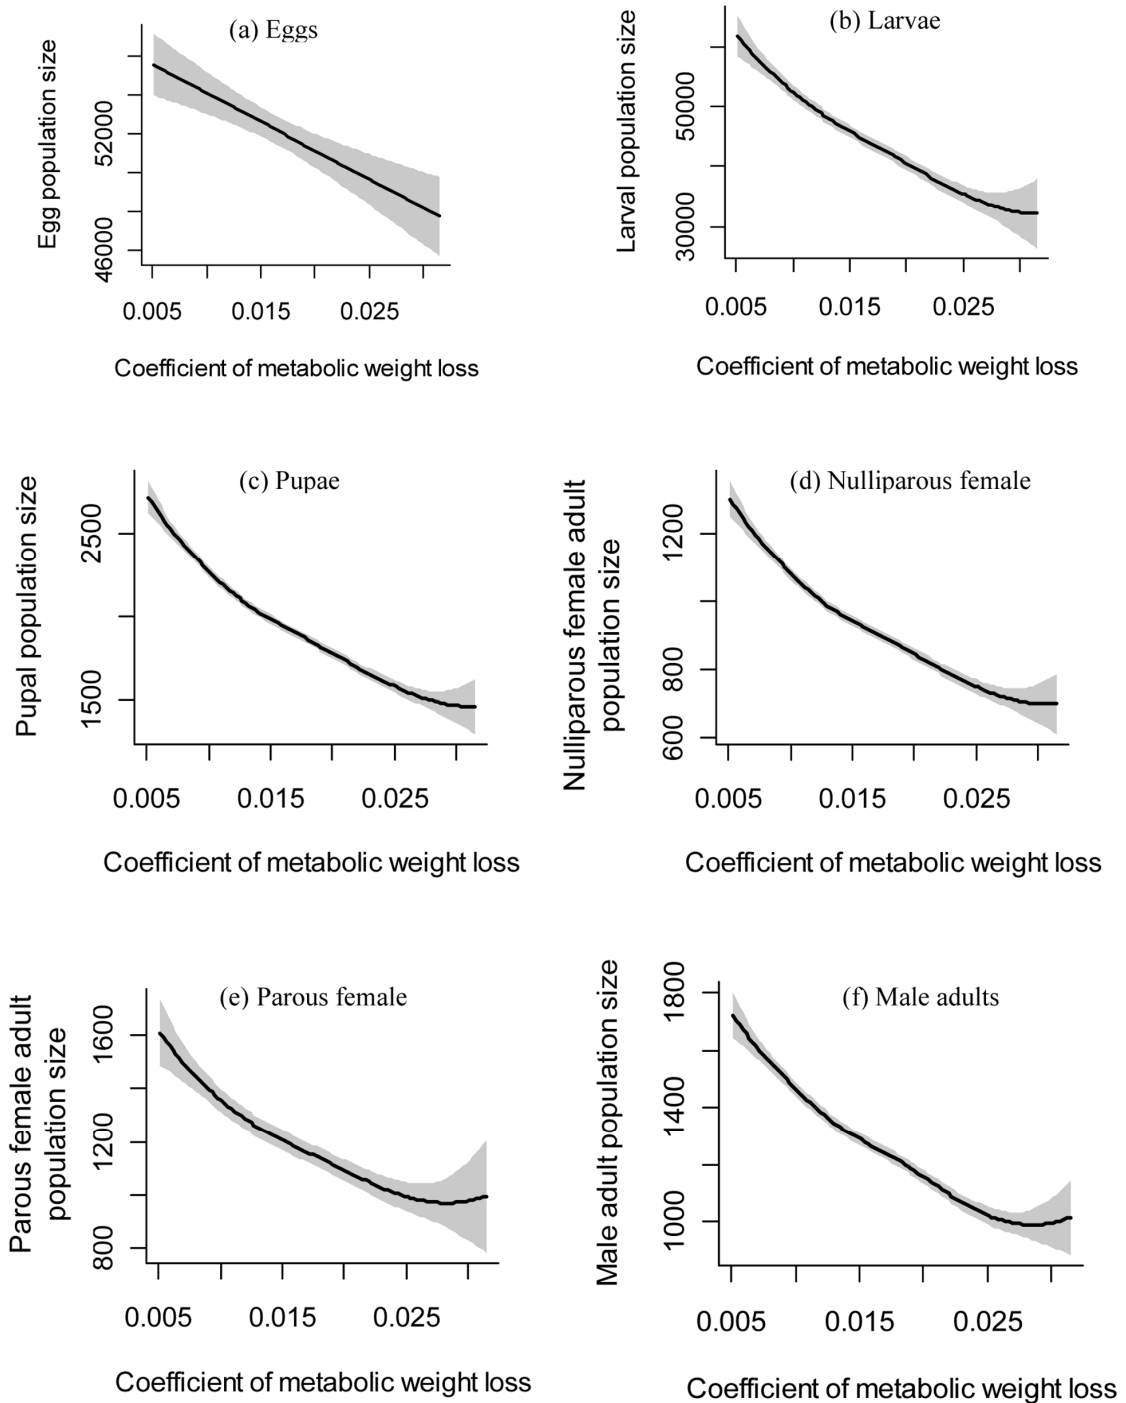 (a) Eggs
Egg population size
52000
46000
0.005 0.015 0.025
Coefficient of metabolic weight loss
(b) Larvae
Larval population size
50000
30000
0.005 0.015 0.025
Coefficient of metabolic weight loss
(c) Pupae
Pupal population size
2500
1500
0.005 0.015 0.025
Coefficient of metabolic weight loss
(d) Nulliparous female
Nulliparous female adult
population size
1200
800
600
0.005 0.015 0.025
Coefficient of metabolic weight loss
(e) Parous female
Parous female adult
population size
1600
1200
800
0.005 0.015 0.025
Coefficient of metabolic weight loss
(f) Male adults
Male adult population size
1800
1400
1000
0.005 0.015 0.025
Coefficient of metabolic weight loss